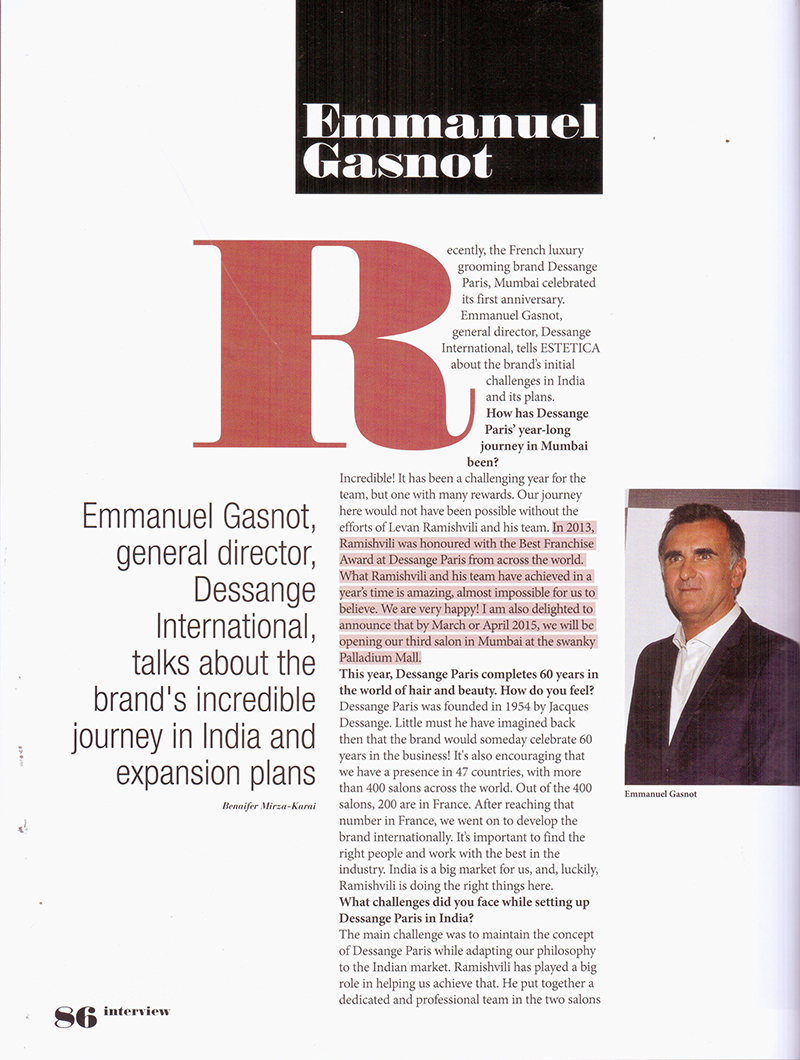 Emmanuel
Gasnot
Recently, the French luxury
grooming brand Dessange
Paris, Mumbai celebrated
its first anniversary.
Emmanuel Gasnot,
general director, Dessange
International, tells ESTETICA
about the brand's initial
challenges in India
and its plans.
How has Dessange
Paris' year-long
journey in Mumbai
been?
Incredible! It has been a challenging year for the
team, but one with many rewards. Our journey
here would not have been possible without the
efforts of Levan Ramishvili and his team. In 2013,
Ramishvili was honoured with the Best Franchise
Award at Dessange Paris from across the world.
What Ramishvili and his team have achieved in a
year's time is amazing, almost impossible for us to
believe. We are very happy! I am also delighted to
announce that by March or April 2015, we will be
opening our third salon in Mumbai at the swanky
Palladium Mall.
This year, Dessange Paris completes 60 years in
the world of hair and beauty. How do you feel?
Dessange Paris was founded in 1954 by Jacques
Dessange. Little must he have imagined back
then that the brand would someday celebrate 60
years in the business! It's also encouraging that
we have a presence in 47 countries, with more
than 400 salons across the world. Out of the 400
salons, 200 are in France. After reaching that
number in France, we went on to develop the
brand internationally. It's important to find the
right people and work with the best in the
industry. India is a big market for us, and, luckily,
Ramishvili is doing the right things here.
What challenges did you face while setting up
Dessange Paris in India?
The main challenge was to maintain the concept
of Dessange Paris while adapting our philosophy
to the Indian market. Ramishvili has played a big
role in helping us achieve that. He put together a
dedicated and professional team in the two salons
Emmanuel Gasnot,
general director,
Dessange
International,
talks about the
brand's incredible
journey in India and
expansion plans
Benaifer Mirza-Karai
Emmanuel Gasnot
86 interview